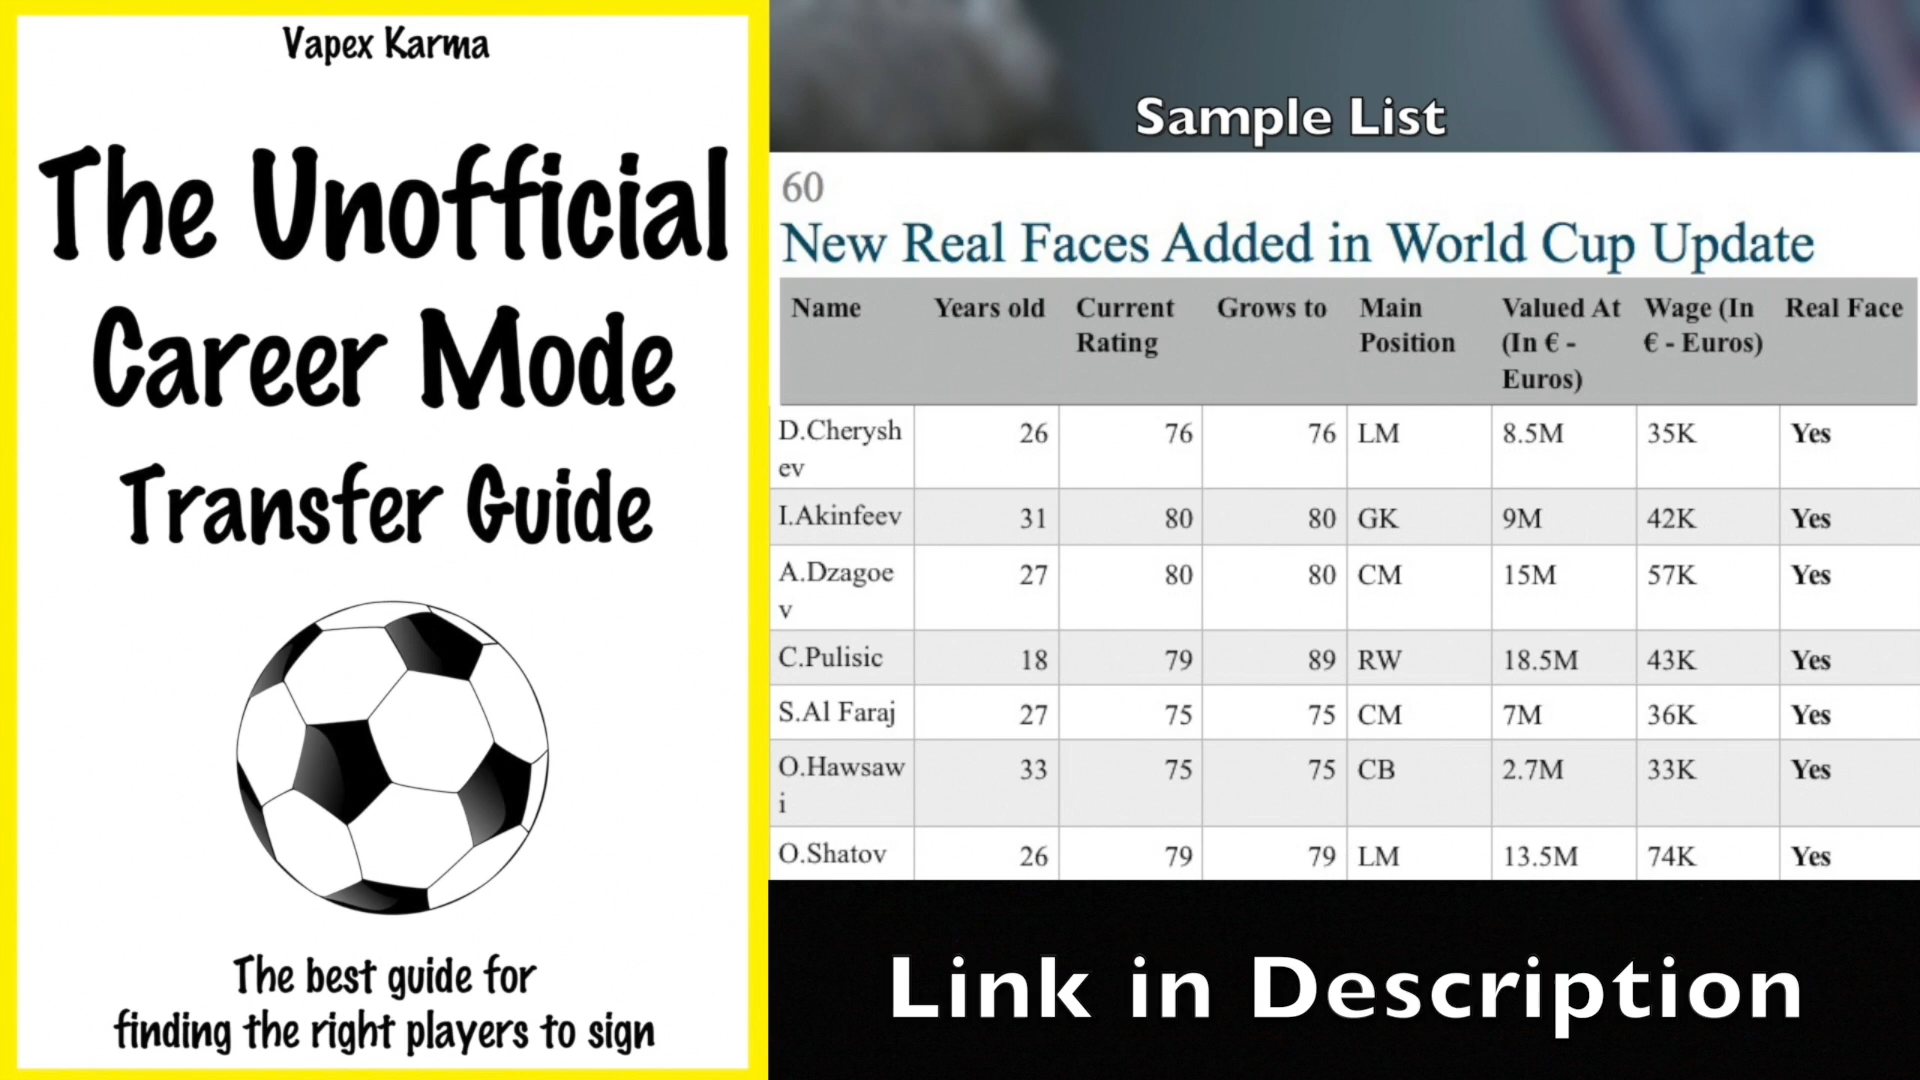 Vapex Karma
The Unofficial
Career Mode
Transfer Guide
The best guide for
finding the right players to sign
Sample List
60
New Real Faces Added in World Cup Update
Name Years old Current Rating Grows to Main Position Valued At (In € - Euros) Wage (In € - Euros) Real Face
D.Cheryshev 26 76 76 LM 8.5M 35K Yes
I.Akinfeev 31 80 80 GK 9M 42K Yes
A.Dzagoev 27 80 80 CM 15M 57K Yes
C.Pulisic 18 79 89 RW 18.5M 43K Yes
S.Al Faraj 27 75 75 CM 7M 36K Yes
O.Hawsawi 33 75 75 CB 2.7M 33K Yes
O.Shatov 26 79 79 LM 13.5M 74K Yes
Link in Description